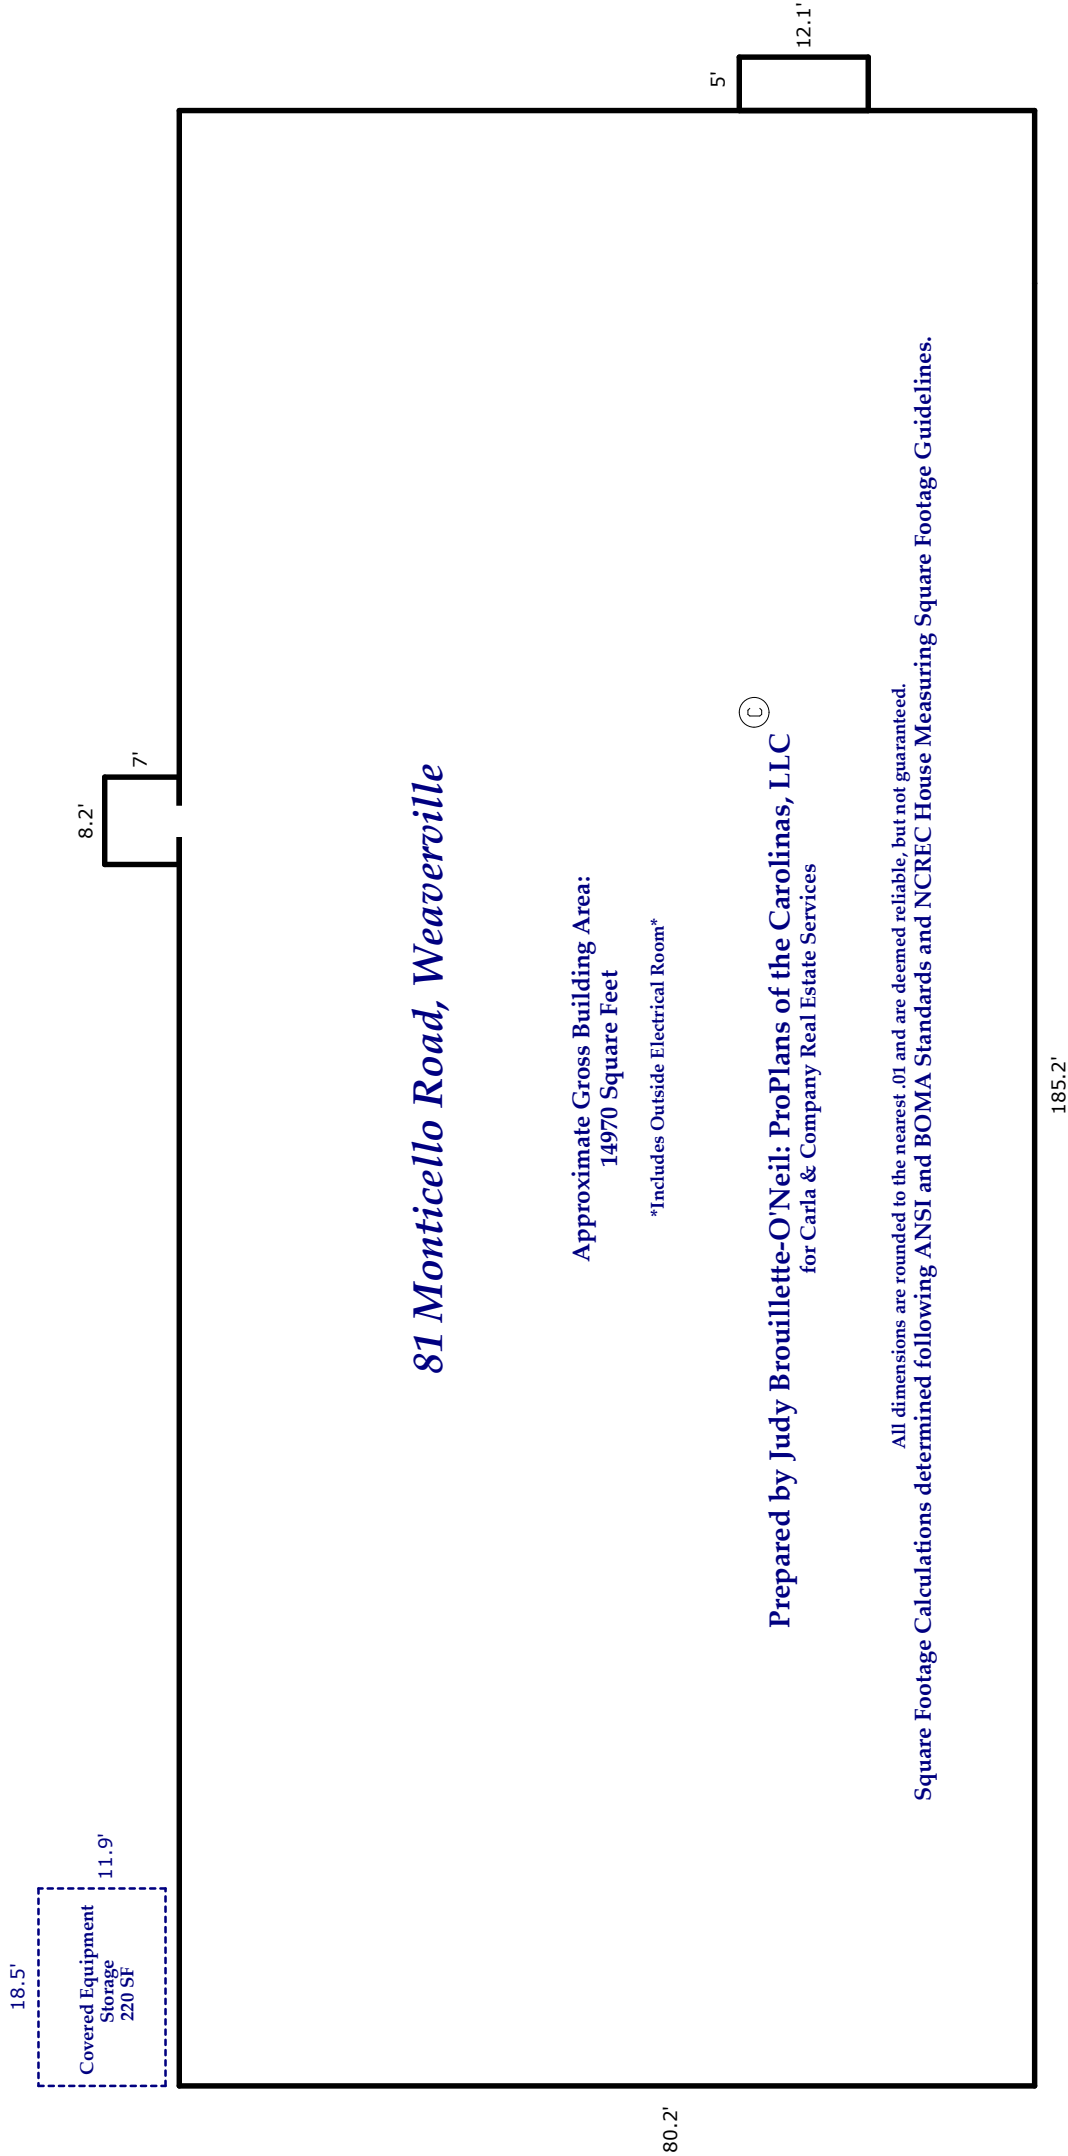 18.5'
11.9'
Covered Equipment
Storage
220 SF
8.2'
7'
5'
12.1'
81 Monticello Road, Weaverville
Approximate Gross Building Area:
14970 Square Feet
*Includes Outside Electrical Room*
©
Prepared by Judy Brouillette-O'Neil: ProPlans of the Carolinas, LLC
for Carla & Company Real Estate Services
All dimensions are rounded to the nearest .01 and are deemed reliable, but not guaranteed.
Square Footage Calculations determined following ANSI and BOMA Standards and NCREC House Measuring Square Footage Guidelines.
80.2'
185.2'